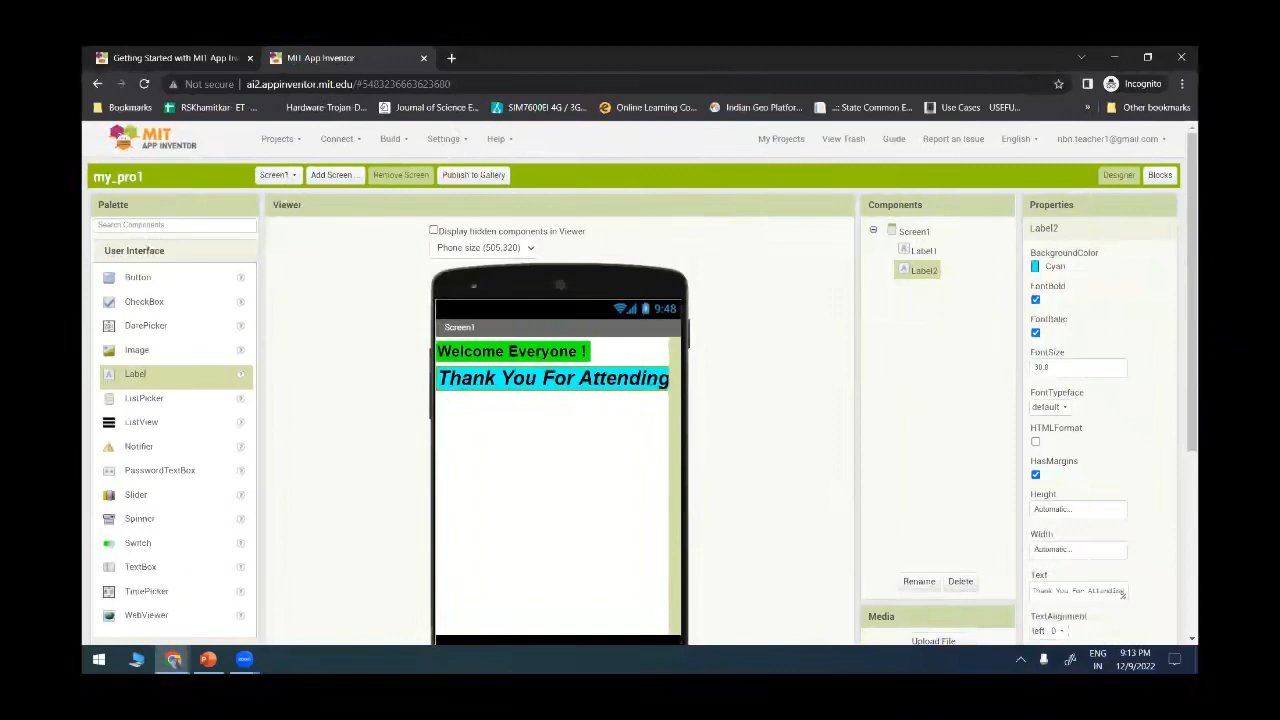 Getting Started with MIT App In
MIT App Inventor
Not secure
ai2.appinventor.mit.edu/#5483236663623680
Incognito
Bookmarks
RSKhamitkar- ET ...
Hardware-Trojan-D...
Journal of Science E...
SIM7600EI 4G / 3G...
Online Learning Co...
Indian Geo Platfor...
..: State Common E...
Use Cases
USEFU...
»
Other bookmarks
MIT
APP INVENTOR
Projects
Connect
Build
Settings
Help
My Projects
View Trash
Guide
Report an Issue
English
nbn.teacher1@gmail.com
my_pro1
Screen1
Add Screen ...
Remove Screen
Publish to Gallery
Designer
Blocks
Palette
Search Components
User Interface
Button
CheckBox
DatePicker
Image
Label
ListPicker
ListView
Notifier
PasswordTextBox
Slider
Spinner
Switch
TextBox
TimePicker
WebViewer
Viewer
Display hidden components in Viewer
Phone size (505,320)
9:48
Screen1
Welcome Everyone !
Thank You For Attending
Components
Screen1
Label1
Label2
Rename
Delete
Media
Upload File
Properties
Label2
BackgroundColor
Cyan
FontBold
FontItalic
FontSize
30.0
FontTypeface
default
HTMLFormat
HasMargins
Height
Automatic...
Width
Automatic...
Text
Thank You For Attending
TextAlignment
left : 0
ENG
IN
9:13 PM
12/9/2022